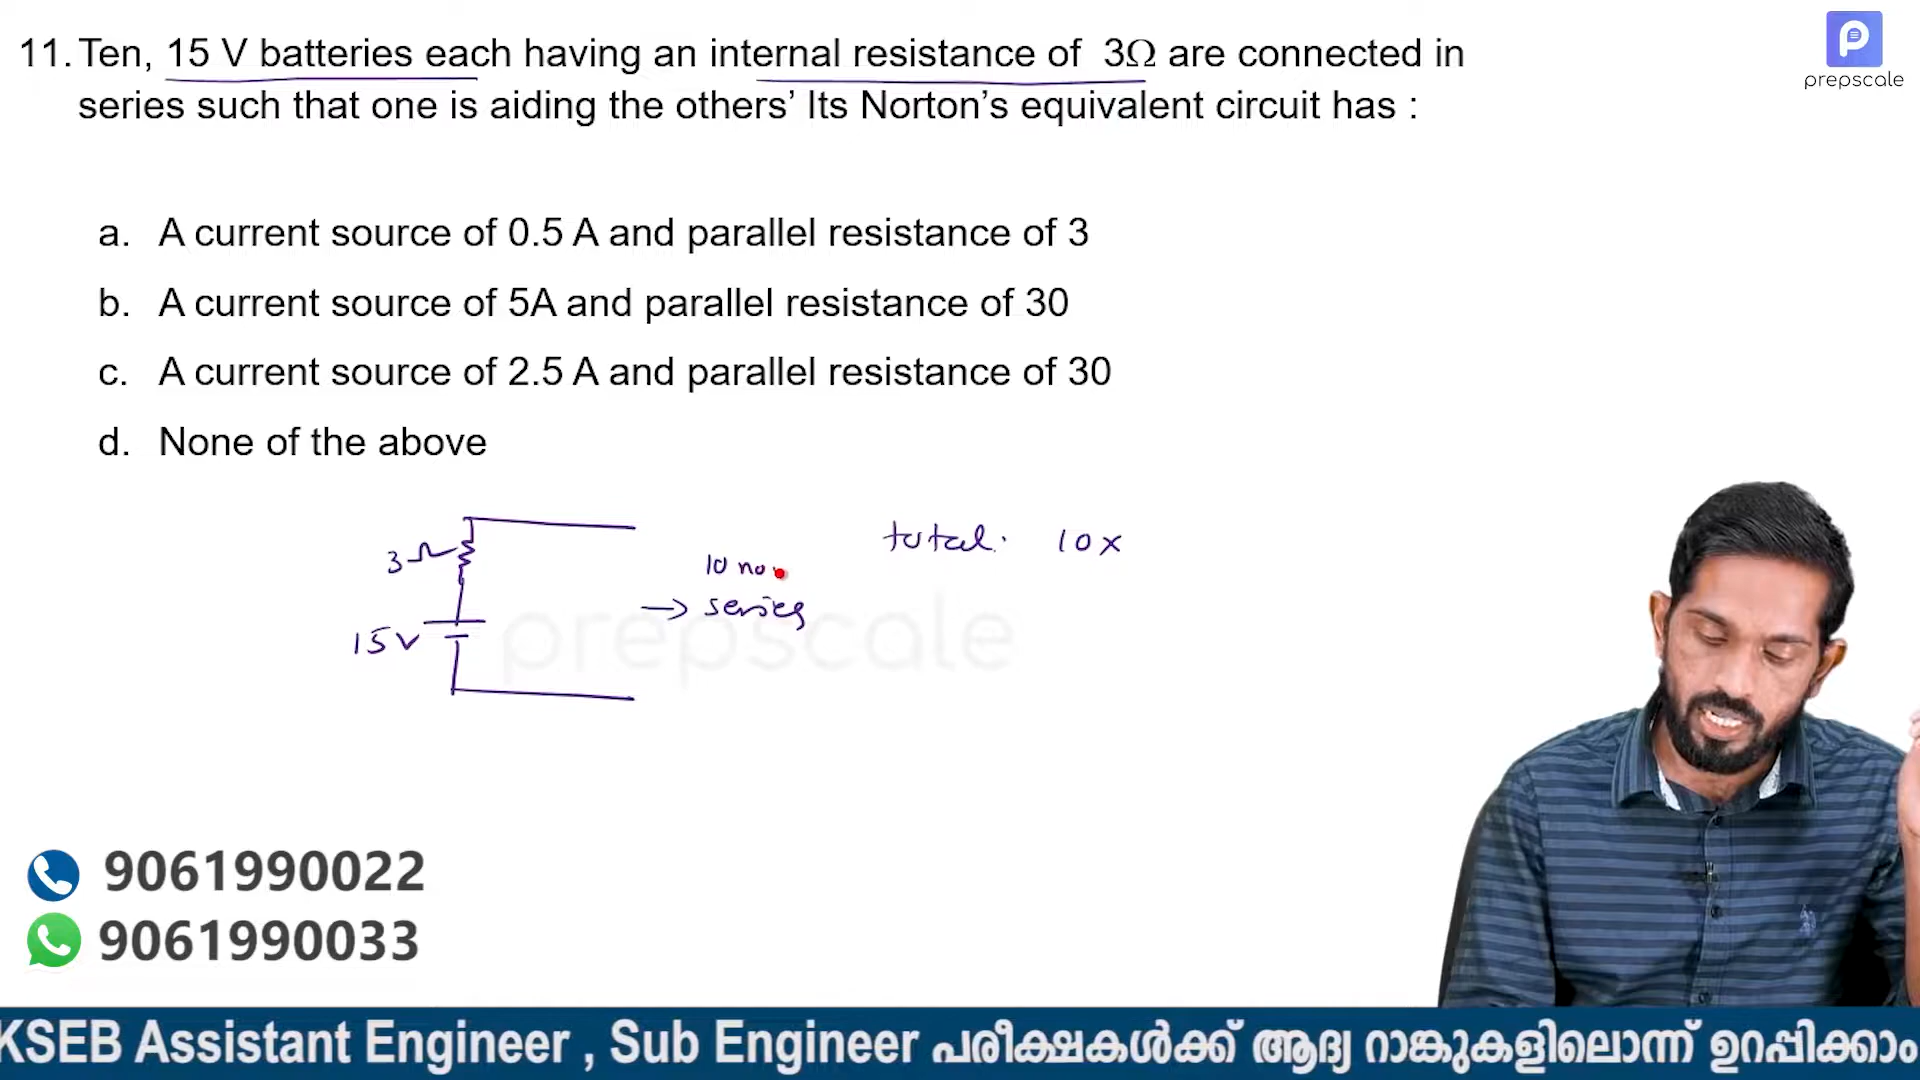 11. Ten, 15 V batteries each having an internal resistance of 3Ω are connected in
series such that one is aiding the others’ Its Norton’s equivalent circuit has :
prepscale
a. A current source of 0.5 A and parallel resistance of 3
b. A current source of 5A and parallel resistance of 30
c. A current source of 2.5 A and parallel resistance of 30
d. None of the above
total. 10x
3Ω
10 no
→ series
15V
prepscale
9061990022
9061990033
KSEB Assistant Engineer , Sub Engineer പരീക്ഷകൾക്ക് ആദ്യ റാങ്കുകളിലൊന്ന് ഉറപ്പിക്കാം